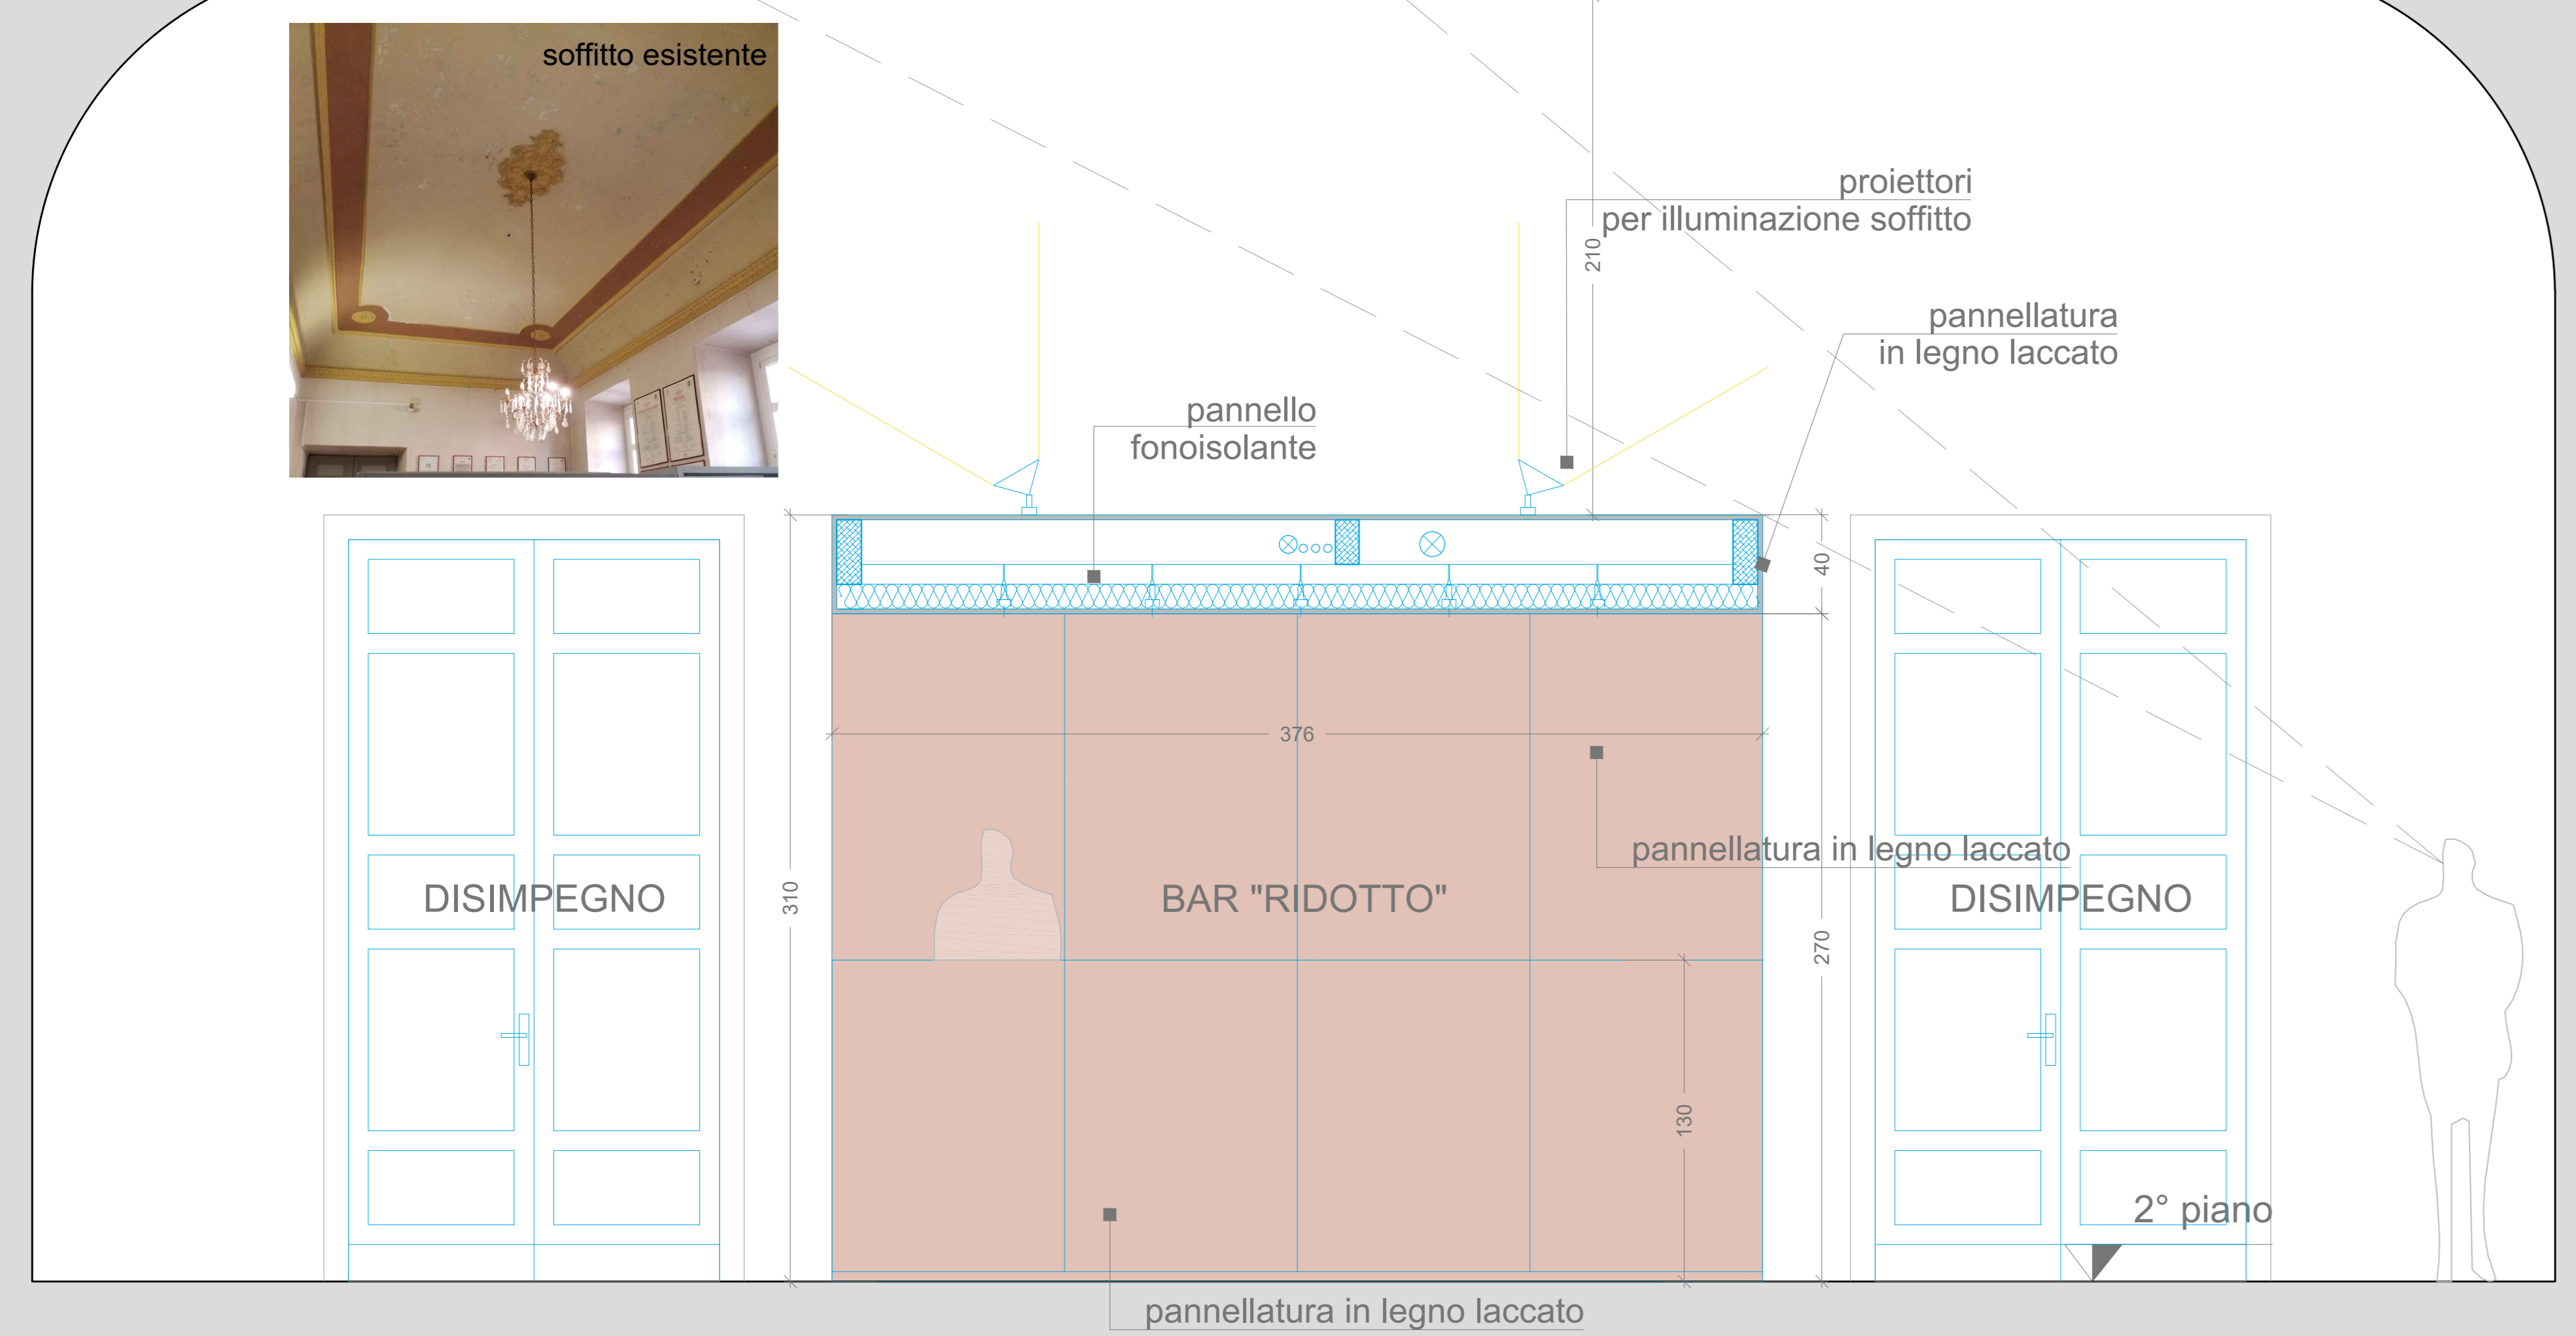 soffitto esistente
proiettori
per illuminazione soffitto
210
pannellatura
in legno laccato
pannello
fonoisolante
40
376
pannellatura in legno laccato
DISIMPEGNO
310
BAR "RIDOTTO"
DISIMPEGNO
270
130
2° piano
pannellatura in legno laccato